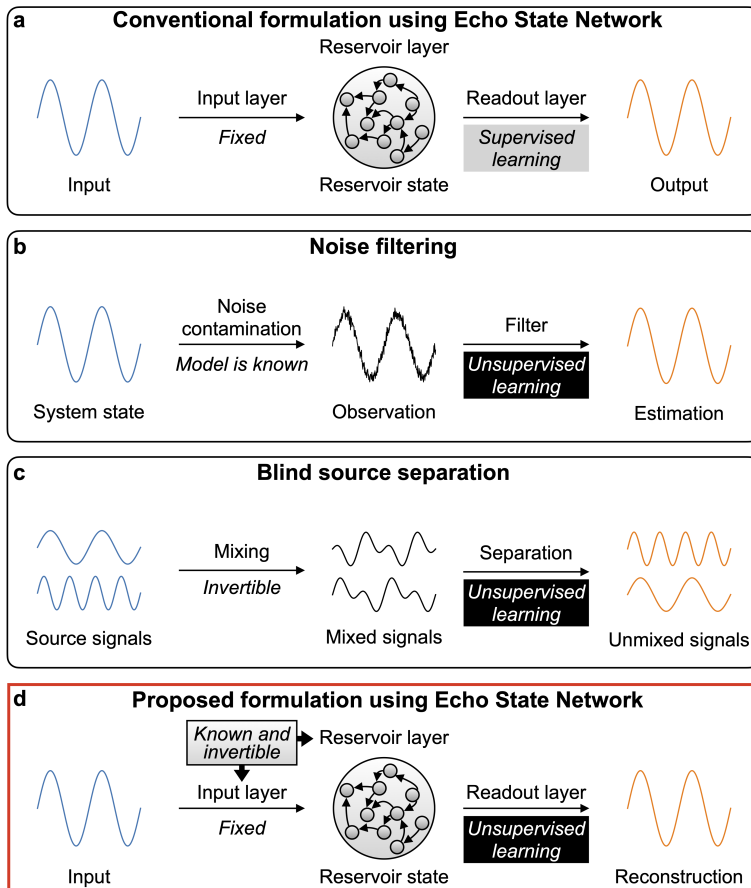 a
Conventional formulation using Echo State Network
Reservoir layer
Input layer
Fixed
Readout layer
Supervised
learning
Input
Reservoir state
Output
b
Noise filtering
Noise
contamination
Model is known
Filter
Unsupervised
learning
System state
Observation
Estimation
c
Blind source separation
Mixing
Invertible
Separation
Unsupervised
learning
Source signals
Mixed signals
Unmixed signals
d
Proposed formulation using Echo State Network
Known and
invertible
Reservoir layer
Input layer
Fixed
Readout layer
Unsupervised
learning
Input
Reservoir state
Reconstruction